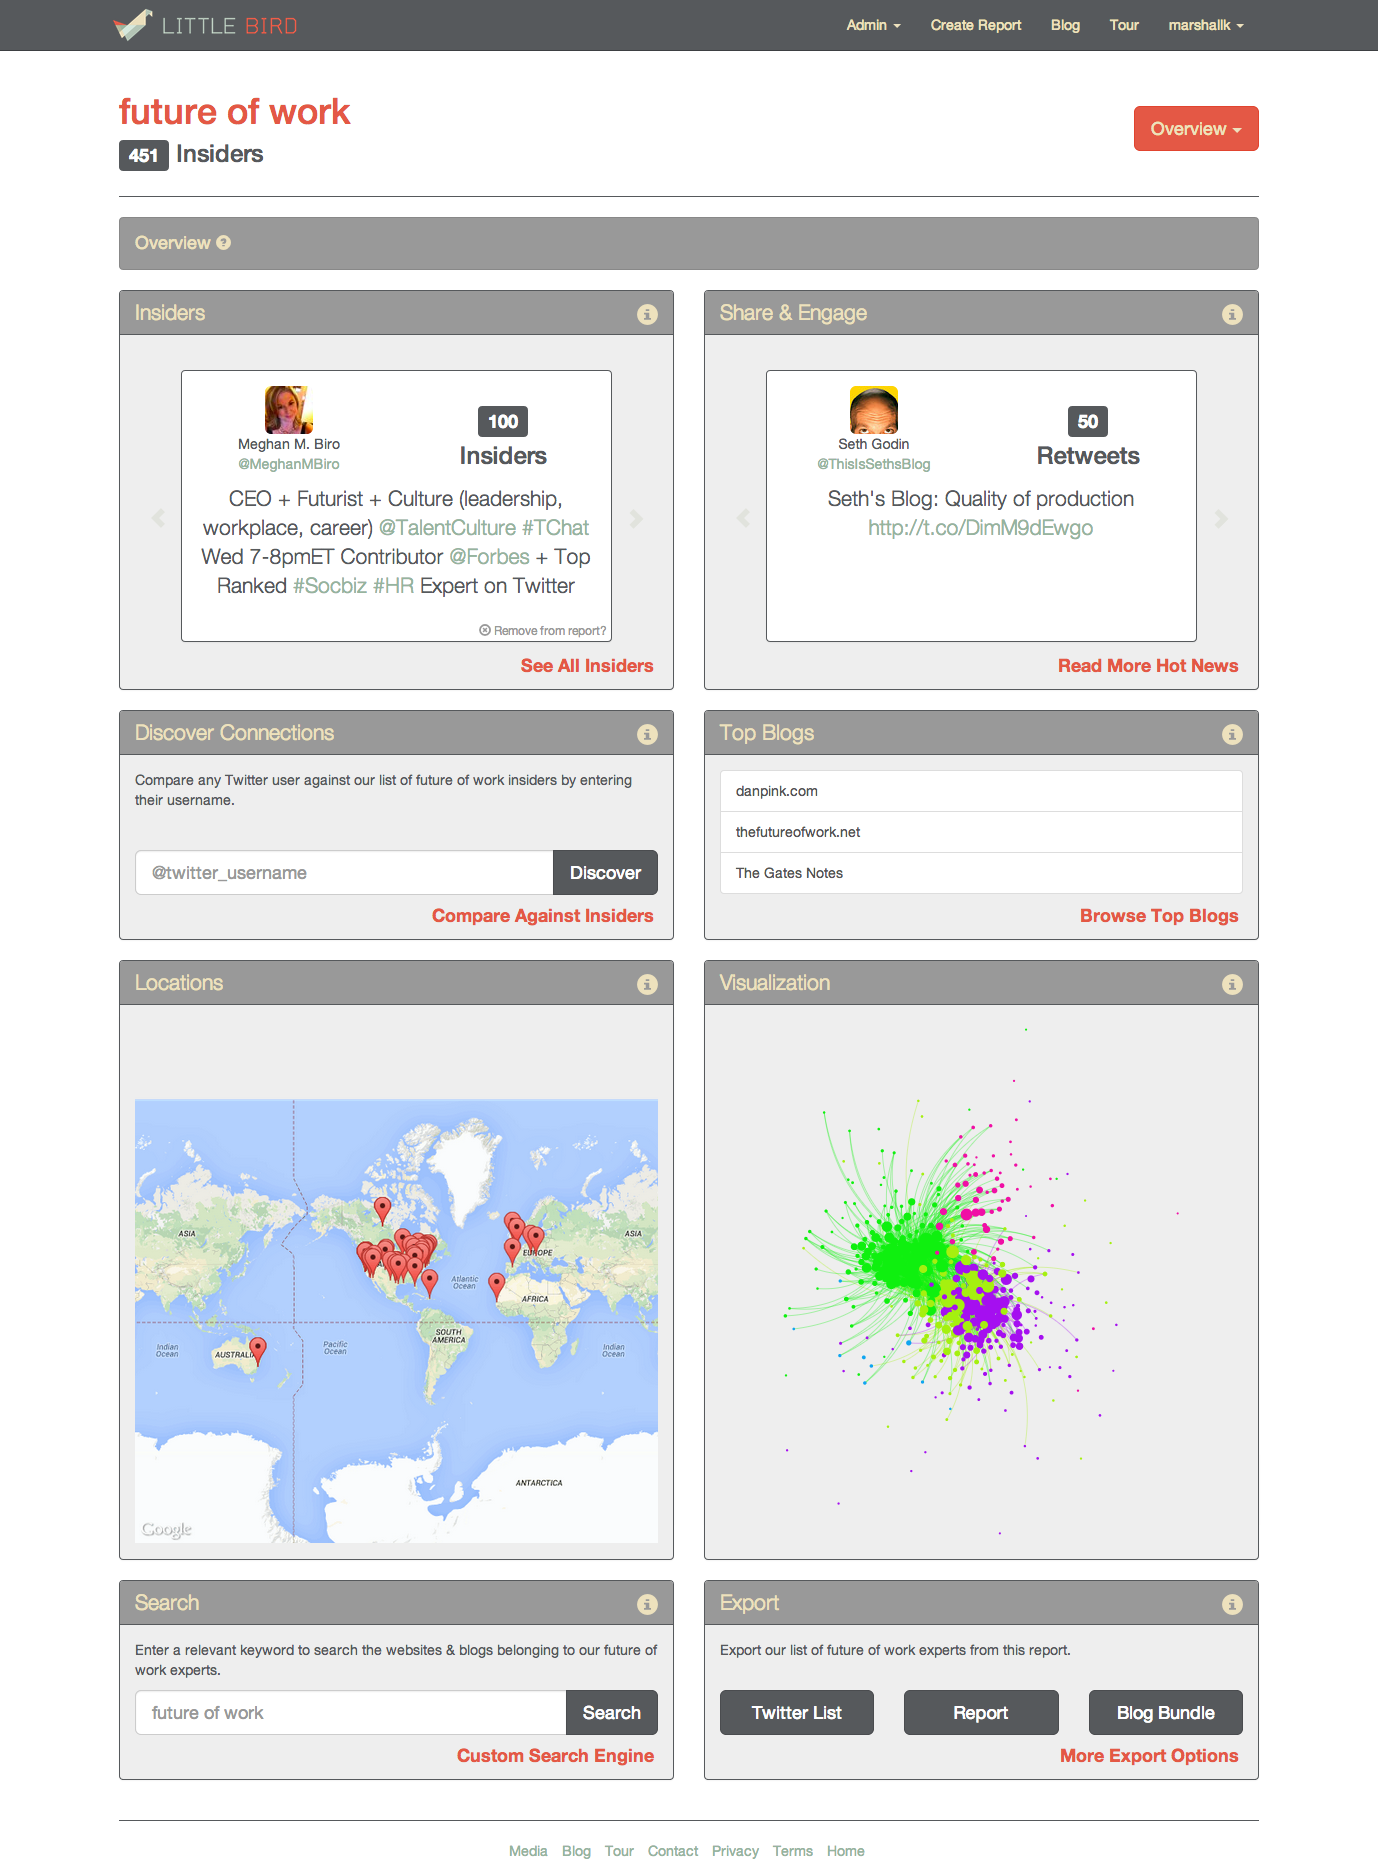 LITTLE BIRD
Admin
Create Report
Blog
Tour
marshallk
future of work
451 Insiders
Overview
Overview
Insiders
Meghan M. Biro
@MeghanMBiro
100
Insiders
CEO + Futurist + Culture (leadership,
workplace, career) @TalentCulture #TChat
Wed 7-8pmET Contributor @Forbes + Top
Ranked #Socbiz #HR Expert on Twitter
Remove from report?
See All Insiders
Share & Engage
Seth Godin
@ThisIsSethsBlog
50
Retweets
Seth's Blog: Quality of production
http://t.co/DimM9dEwgo
Read More Hot News
Discover Connections
Compare any Twitter user against our list of future of work insiders by entering
their username.
@twitter_username
Discover
Compare Against Insiders
Top Blogs
danpink.com
thefutureofwork.net
The Gates Notes
Browse Top Blogs
Locations
ASIA
EUROPE
ASIA
Atlantic
Ocean
AFRICA
SOUTH
AMERICA
Indian
Ocean
AUSTRALIA
Pacific
Ocean
Indian
Ocean
ANTARCTICA
Google
Visualization
Search
Enter a relevant keyword to search the websites & blogs belonging to our future of
work experts.
future of work
Search
Custom Search Engine
Export
Export our list of future of work experts from this report.
Twitter List
Report
Blog Bundle
More Export Options
Media
Blog
Tour
Contact
Privacy
Terms
Home